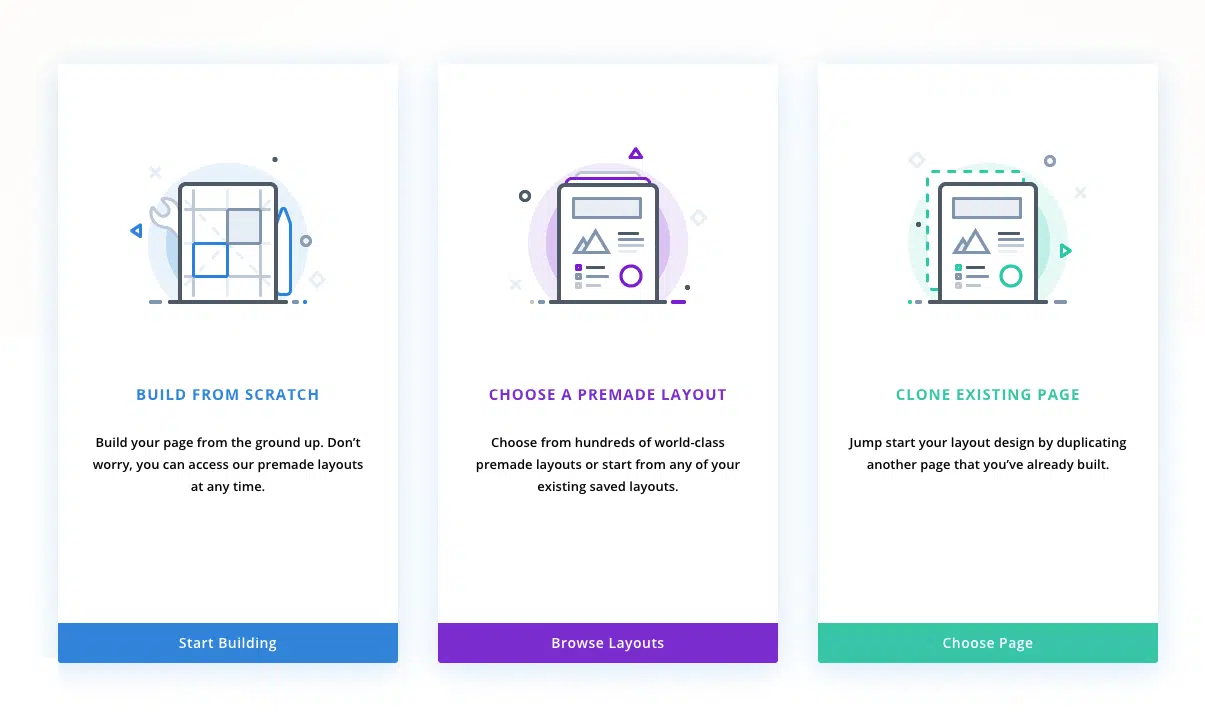 BUILD FROM SCRATCH
Build your page from the ground up. Don’t
worry, you can access our premade layouts
at any time.
Start Building
CHOOSE A PREMADE LAYOUT
Choose from hundreds of world-class
premade layouts or start from any of your
existing saved layouts.
Browse Layouts
CLONE EXISTING PAGE
Jump start your layout design by duplicating
another page that you’ve already built.
Choose Page